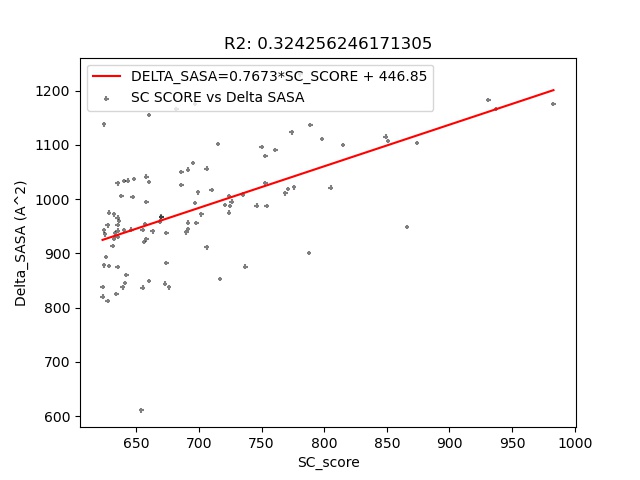 R2: 0.324256246171305
DELTA_SASA=0.7673*SC_SCORE + 446.85
SC SCORE vs Delta SASA
1200
1100
1000
900
800
700
600
Delta_SASA (A^2)
650 700 750 800 850 900 950 1000
SC_score